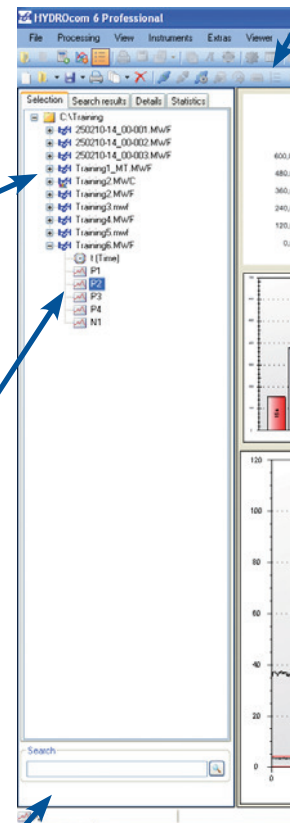 HYDROcom 6 Professional
File Processing View Instruments Extras Viewer
Selection Search results Details Statistics
C:\Training
250210-14_00-001.MWF
250210-14_00-002.MWF
250210-14_00-003.MWF
Training1_MT.MWF
Training2.MWC
Training2.MWF
Training3.mwf
Training4.MWF
Training5.mwf
Training6.MWF
t (Time)
P1
P2
P3
P4
N1
600,
480,
360,
240,
120,
0,
120
100
80
60
40
20
0
0
Search